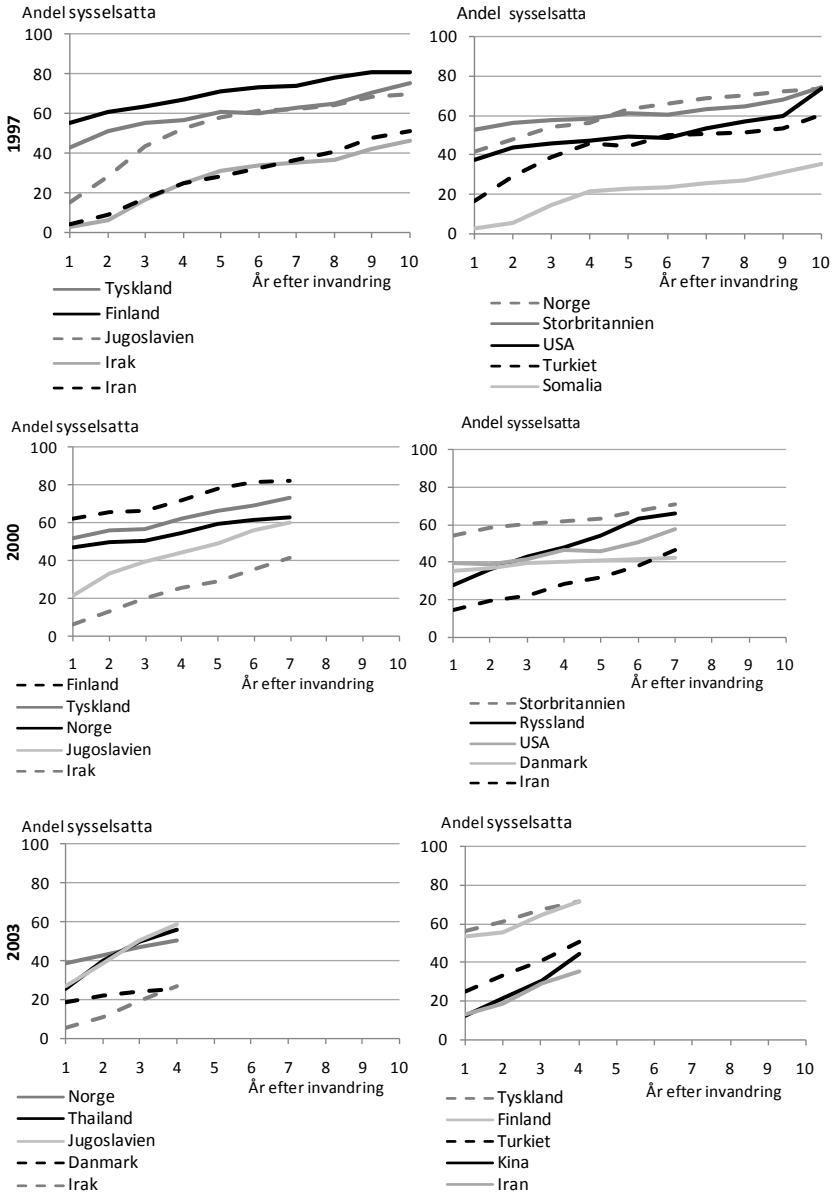 Andel sysselsatta
100
80
60
40
20
0
1997
1 2 3 4 5 6 7 8 9 10
År efter invandring
Tyskland
Finland
Jugoslavien
Irak
Iran
Andel sysselsatta
100
80
60
40
20
0
1 2 3 4 5 6 7 8 9 10
År efter invandring
Norge
Storbritannien
USA
Turkiet
Somalia
Andel sysselsatta
100
80
60
40
20
0
2000
1 2 3 4 5 6 7 8 9 10
År efter invandring
Finland
Tyskland
Norge
Jugoslavien
Irak
Andel sysselsatta
100
80
60
40
20
0
1 2 3 4 5 6 7 8 9 10
År efter invandring
Storbritannien
Ryssland
USA
Danmark
Iran
Andel sysselsatta
100
80
60
40
20
0
2003
1 2 3 4 5 6 7 8 9 10
År efter invandring
Norge
Thailand
Jugoslavien
Danmark
Irak
Andel sysselsatta
100
80
60
40
20
0
1 2 3 4 5 6 7 8 9 10
År efter invandring
Tyskland
Finland
Turkiet
Kina
Iran